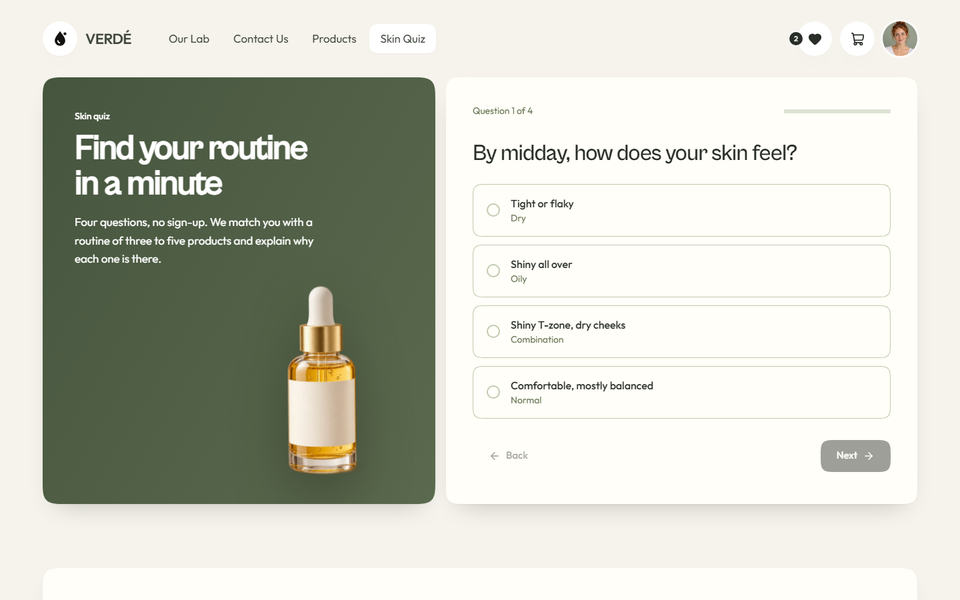 VERDÉ
Our Lab
Contact Us
Products
Skin Quiz
2
Skin quiz
Find your routine
in a minute
Four questions, no sign-up. We match you with a
routine of three to five products and explain why
each one is there.
Question 1 of 4
By midday, how does your skin feel?
Tight or flaky
Dry
Shiny all over
Oily
Shiny T-zone, dry cheeks
Combination
Comfortable, mostly balanced
Normal
Back
Next